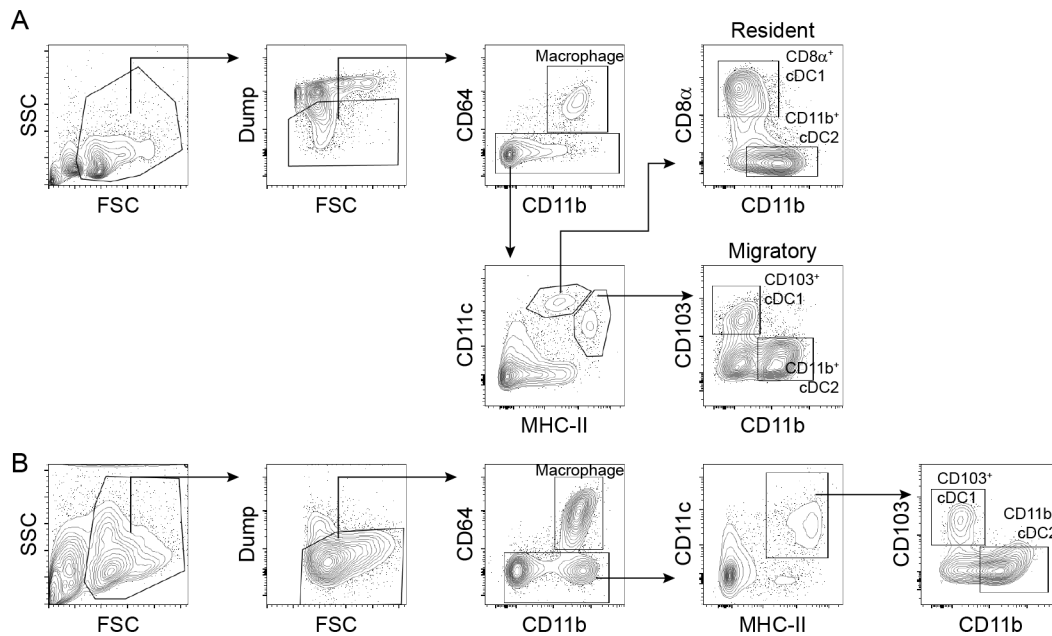 A
SSC
FSC
Dump
FSC
Macrophage
CD64
CD11b
Resident
CD8α⁺
cDC1
CD11b⁺
cDC2
CD8α
CD11b
CD11c
MHC-II
Migratory
CD103⁺
cDC1
CD11b⁺
cDC2
CD103
CD11b
B
SSC
FSC
Dump
FSC
Macrophage
CD64
CD11b
CD11c
MHC-II
CD103⁺
cDC1
CD11b
cDC2
CD103
CD11b